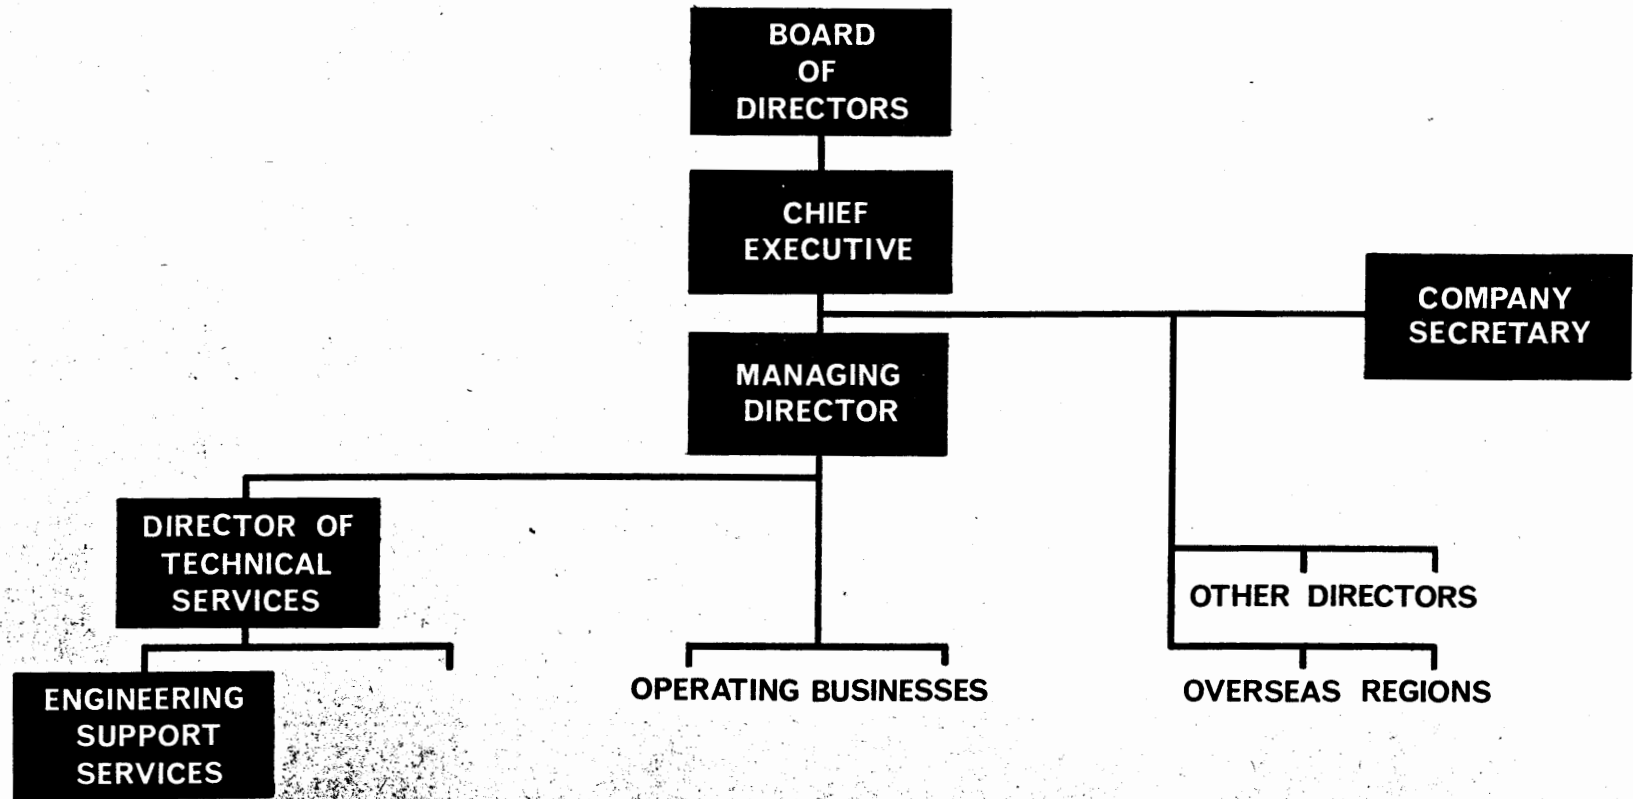 BOARD
OF
DIRECTORS
CHIEF
EXECUTIVE
COMPANY
SECRETARY
MANAGING
DIRECTOR
DIRECTOR OF
TECHNICAL
SERVICES
OTHER DIRECTORS
ENGINEERING
SUPPORT
SERVICES
OPERATING BUSINESSES
OVERSEAS REGIONS